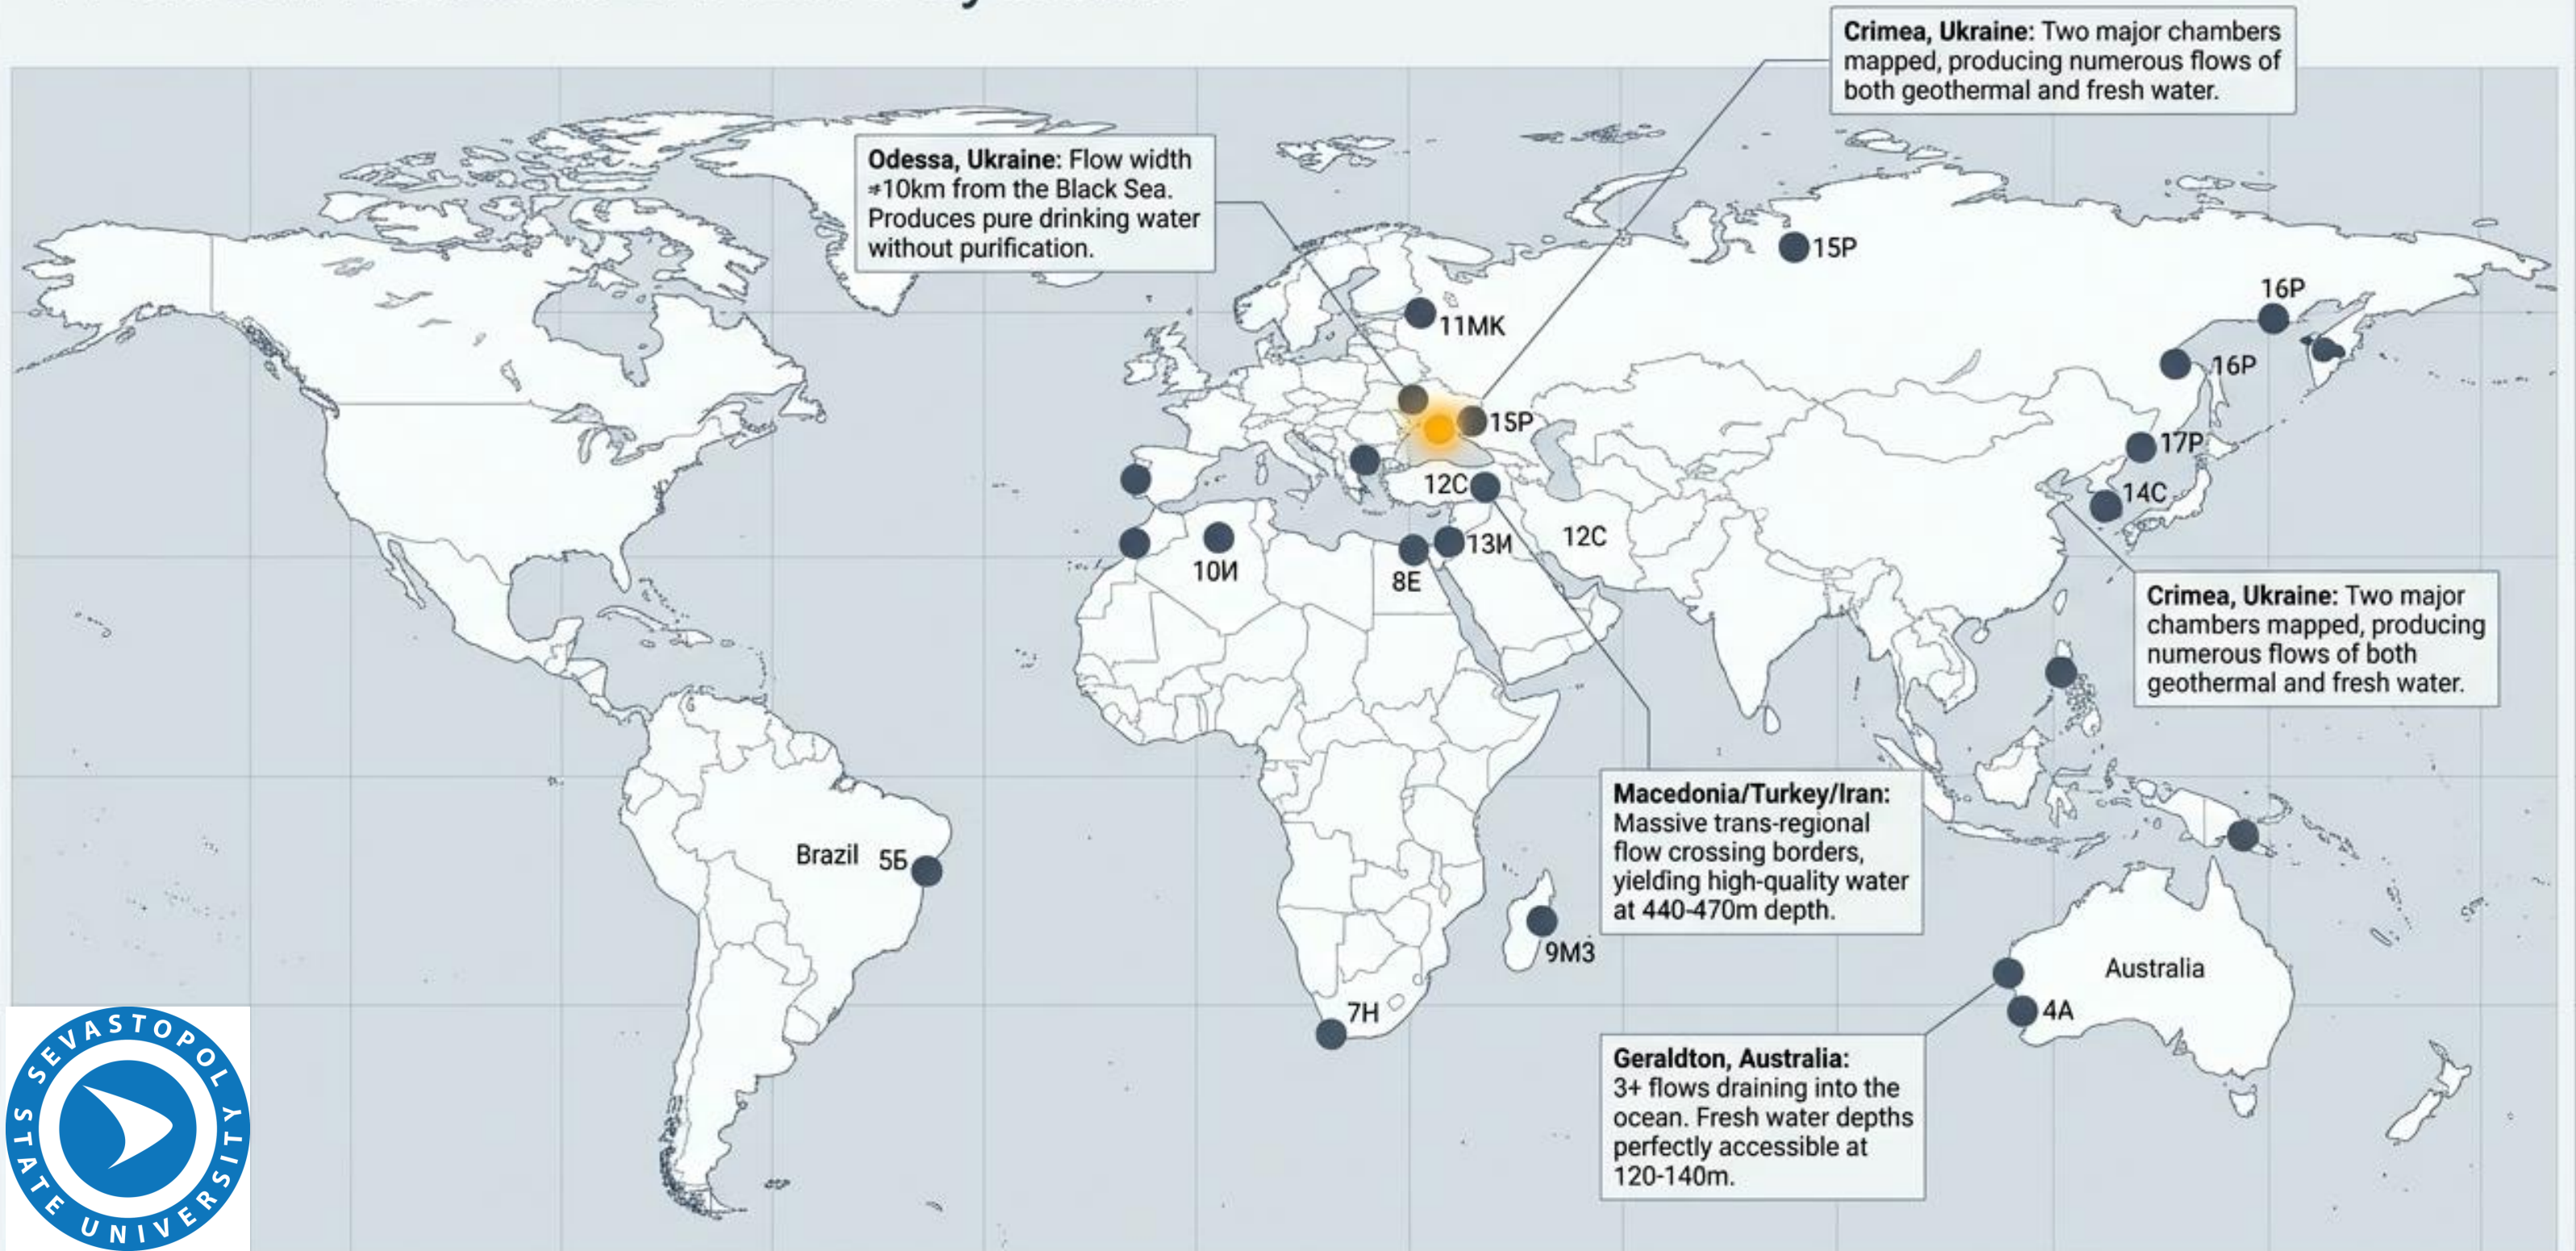 Crimea, Ukraine: Two major chambers
mapped, producing numerous flows of
both geothermal and fresh water.
Odessa, Ukraine: Flow width
≉10km from the Black Sea.
Produces pure drinking water
without purification.
15P
16P
11MK
16P
15P
17P
12C
14C
12C
13И
10И
8E
Crimea, Ukraine: Two major
chambers mapped, producing
numerous flows of both
geothermal and fresh water.
Macedonia/Turkey/Iran:
Massive trans-regional
flow crossing borders,
yielding high-quality water
at 440-470m depth.
Brazil 5Б
9M3
Australia
7H
4A
Geraldton, Australia:
3+ flows draining into the
ocean. Fresh water depths
perfectly accessible at
120-140m.
SEVASTOPOL STATE UNIVERSITY